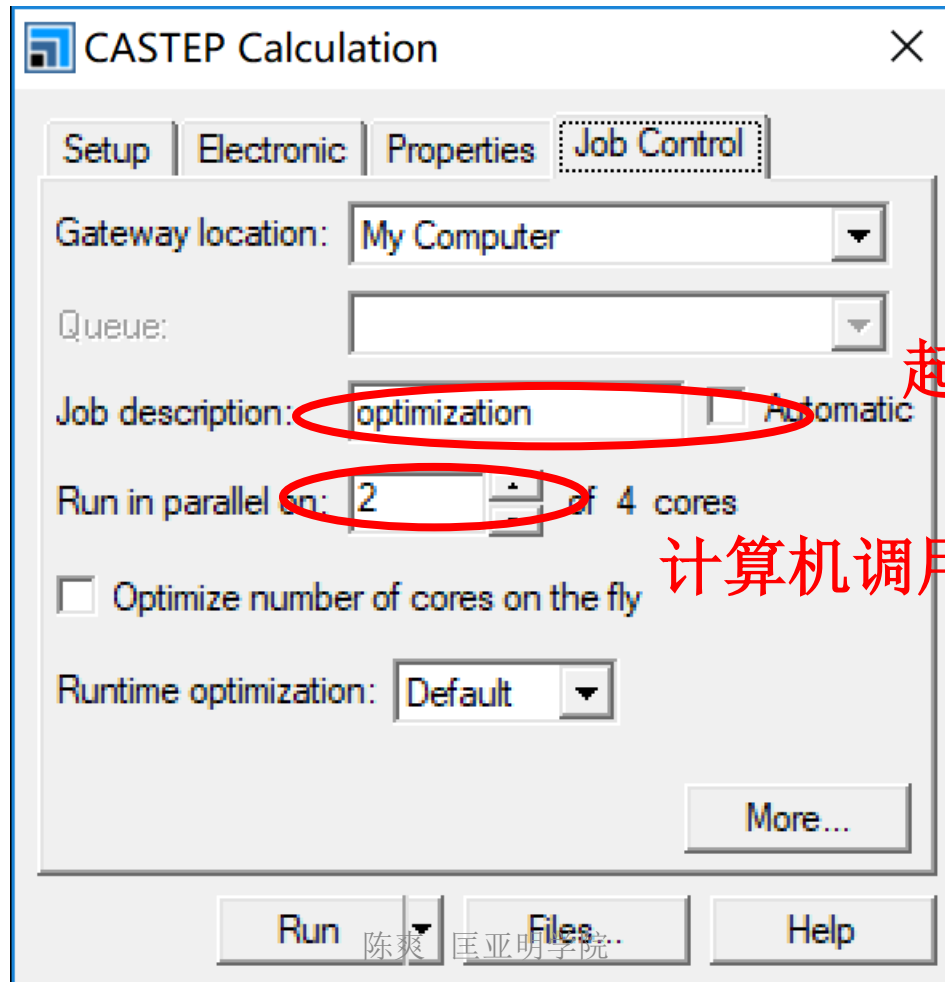 CASTEP Calculation
Setup Electronic Properties Job Control
Gateway location: My Computer
Queue:
起
Job description: optimization Automatic
Run in parallel on: 2 of 4 cores
计算机调用
Optimize number of cores on the fly
Runtime optimization: Default
More...
Run Files... Help
陈爽 匡亚明学院